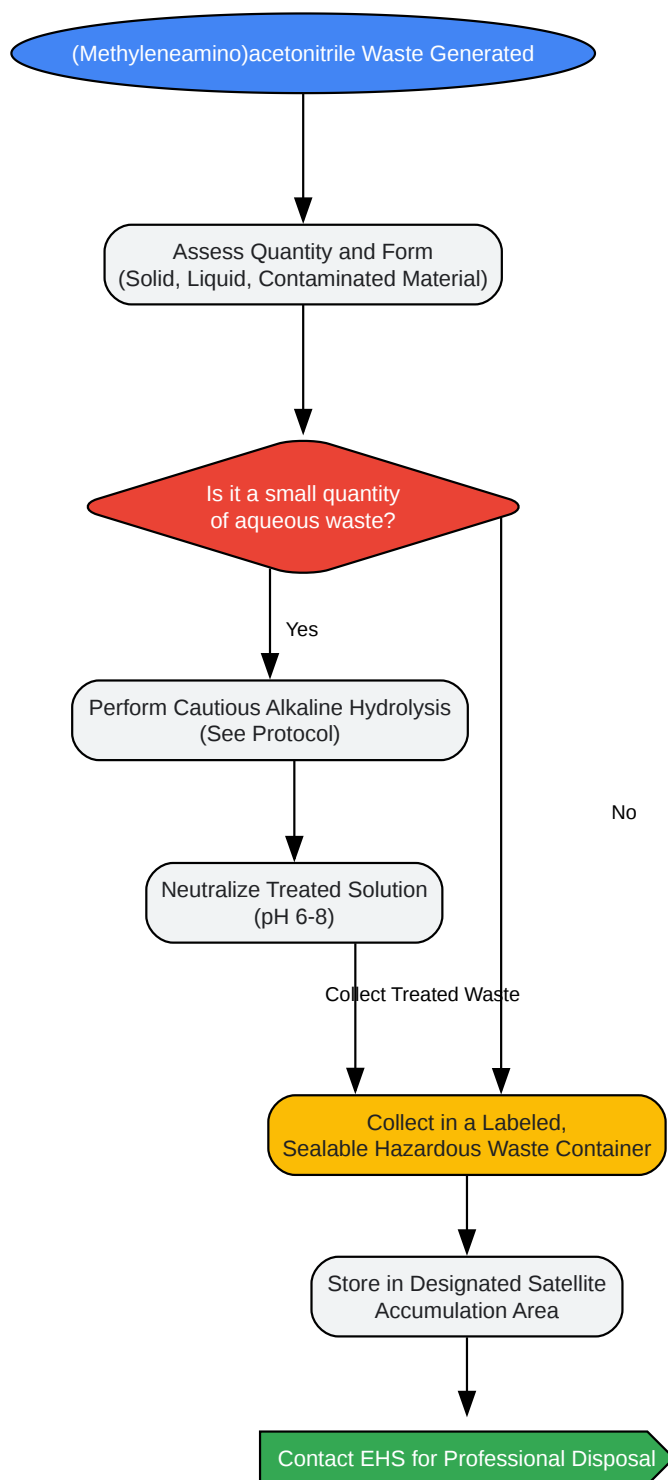 (Methyleneamino)acetonitrile Waste Generated
Assess Quantity and Form
(Solid, Liquid, Contaminated Material)
Is it a small quantity
of aqueous waste?
Yes
Perform Cautious Alkaline Hydrolysis
(See Protocol)
No
Neutralize Treated Solution
(pH 6-8)
Collect Treated Waste
Collect in a Labeled,
Sealable Hazardous Waste Container
Store in Designated Satellite
Accumulation Area
Contact EHS for Professional Disposal